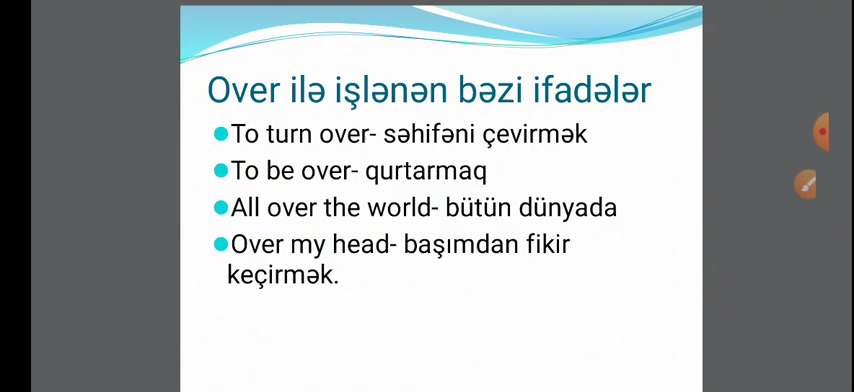 Over ilə işlənən bəzi ifadələr
To turn over- səhifəni çevirmək
To be over- qurtarmaq
All over the world- bütün dünyada
Over my head- başımdan fikir
keçirmək.